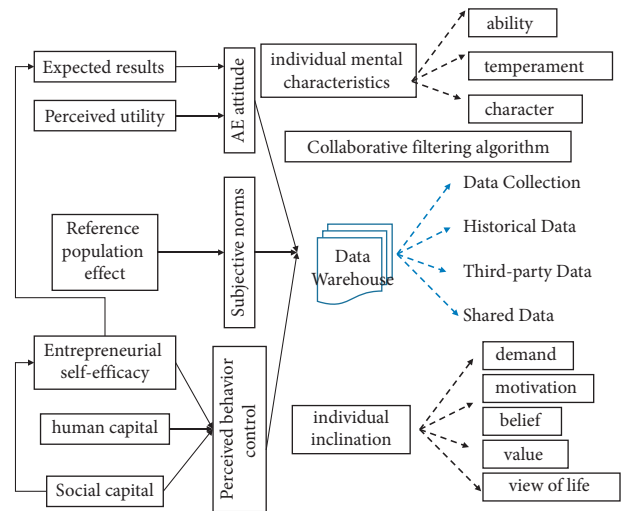 Expected results
Perceived utility
AE attitude
individual mental
characteristics
ability
temperament
character
Collaborative filtering algorithm
Reference
population
effect
Subjective norms
Data
Warehouse
Data Collection
Historical Data
Third-party Data
Shared Data
Entrepreneurial
self-efficacy
human capital
Social capital
Perceived behavior
control
individual
inclination
demand
motivation
belief
value
view of life